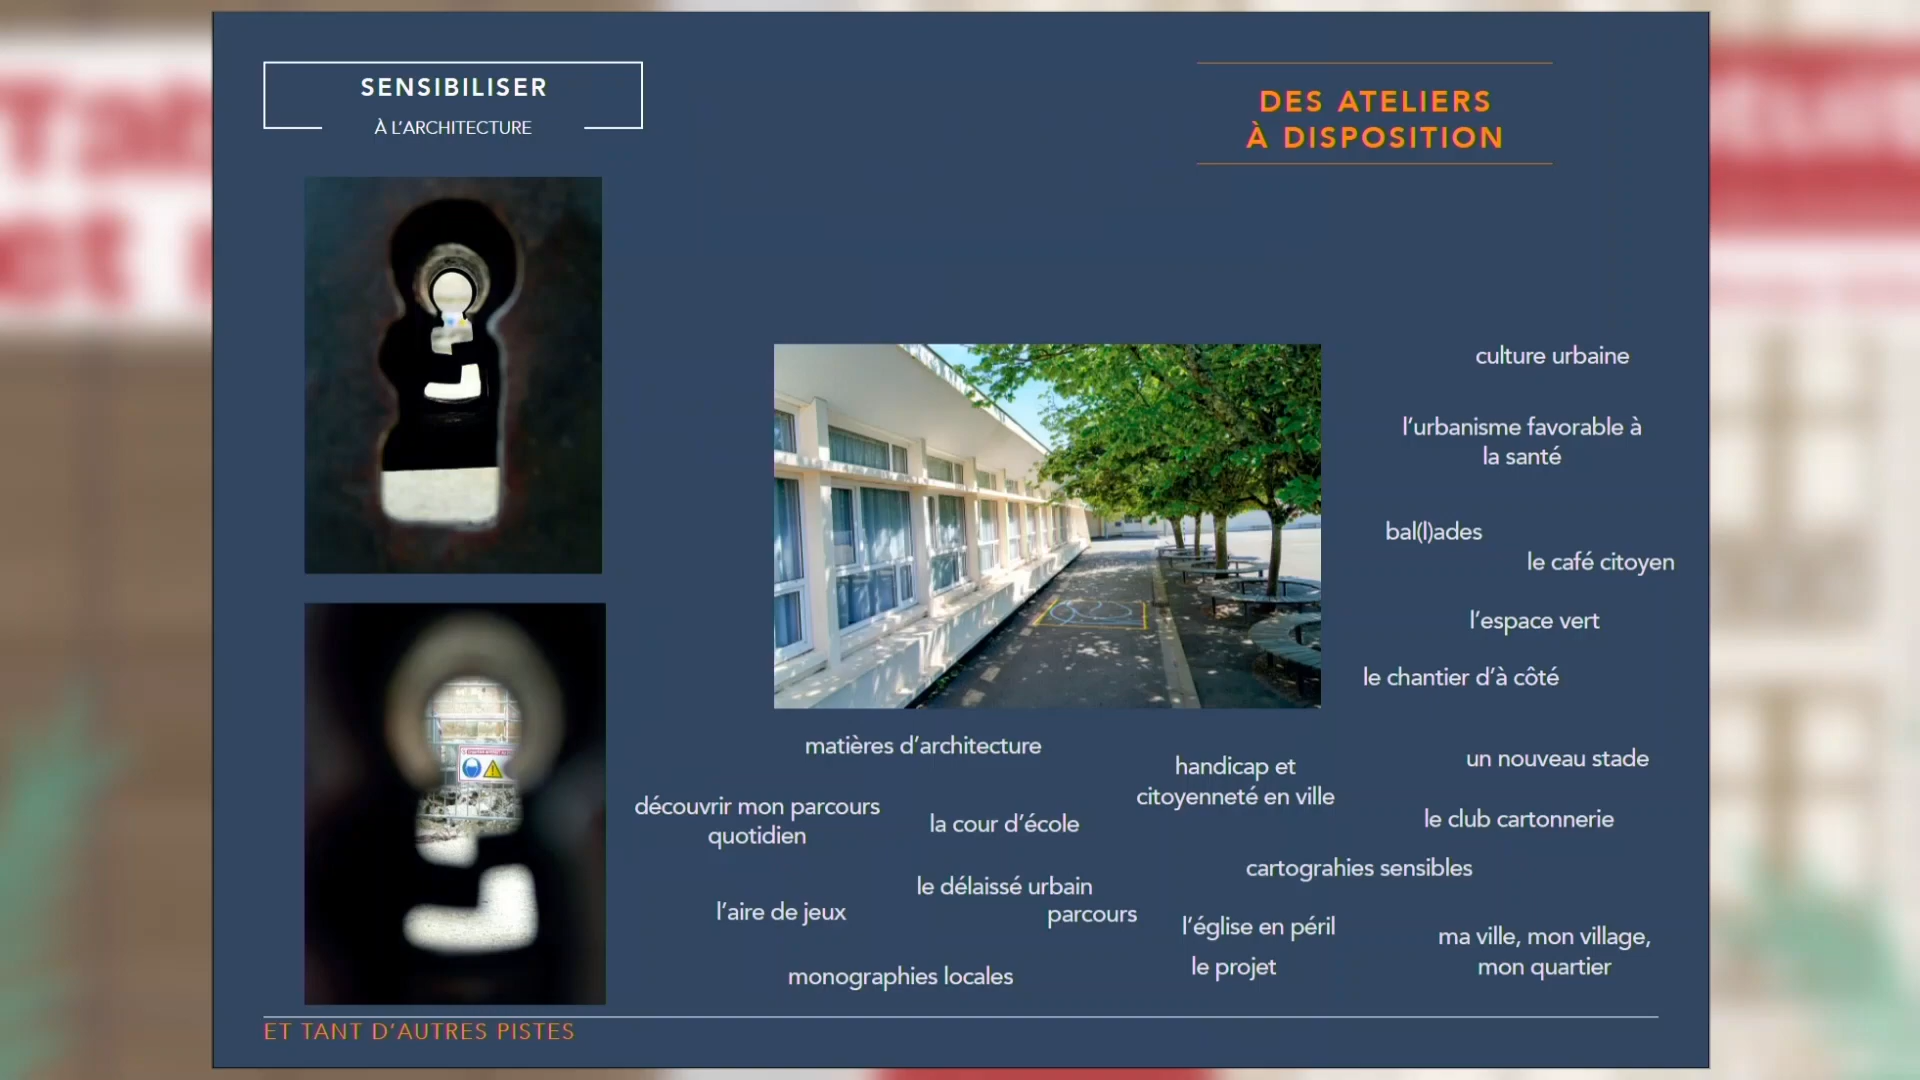 SENSIBILISER
À L'ARCHITECTURE
DES ATELIERS
À DISPOSITION
culture urbaine
l'urbanisme favorable à
la santé
bal(l)ades
le café citoyen
l'espace vert
le chantier d'à côté
matières d'architecture
handicap et
citoyenneté en ville
un nouveau stade
découvrir mon parcours
quotidien
la cour d'école
le club cartonnerie
cartograhies sensibles
le délaissé urbain
l'aire de jeux
parcours
l'église en péril
ma ville, mon village,
mon quartier
le projet
monographies locales
ET TANT D'AUTRES PISTES